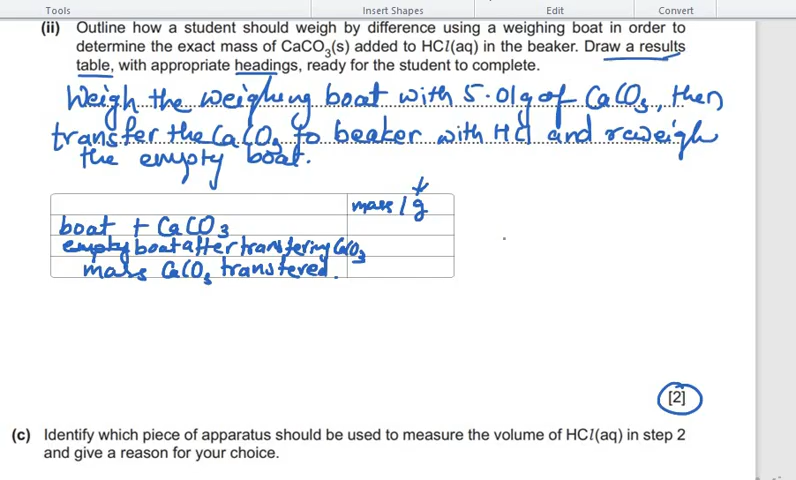 Tools Insert Shapes Edit Convert
(ii) Outline how a student should weigh by difference using a weighing boat in order to
determine the exact mass of CaCO3(s) added to HCl(aq) in the beaker. Draw a results
table, with appropriate headings, ready for the student to complete.
Weigh the weighing boat with 5.01g of CaCO3, then
transfer the CaCO3 to beaker with HCl and reweigh
the empty boat.
mass / g
boat + CaCO3
empty boat after transfering CaCO3
mass CaCO3 transfered.
[2]
(c) Identify which piece of apparatus should be used to measure the volume of HCl(aq) in step 2
and give a reason for your choice.